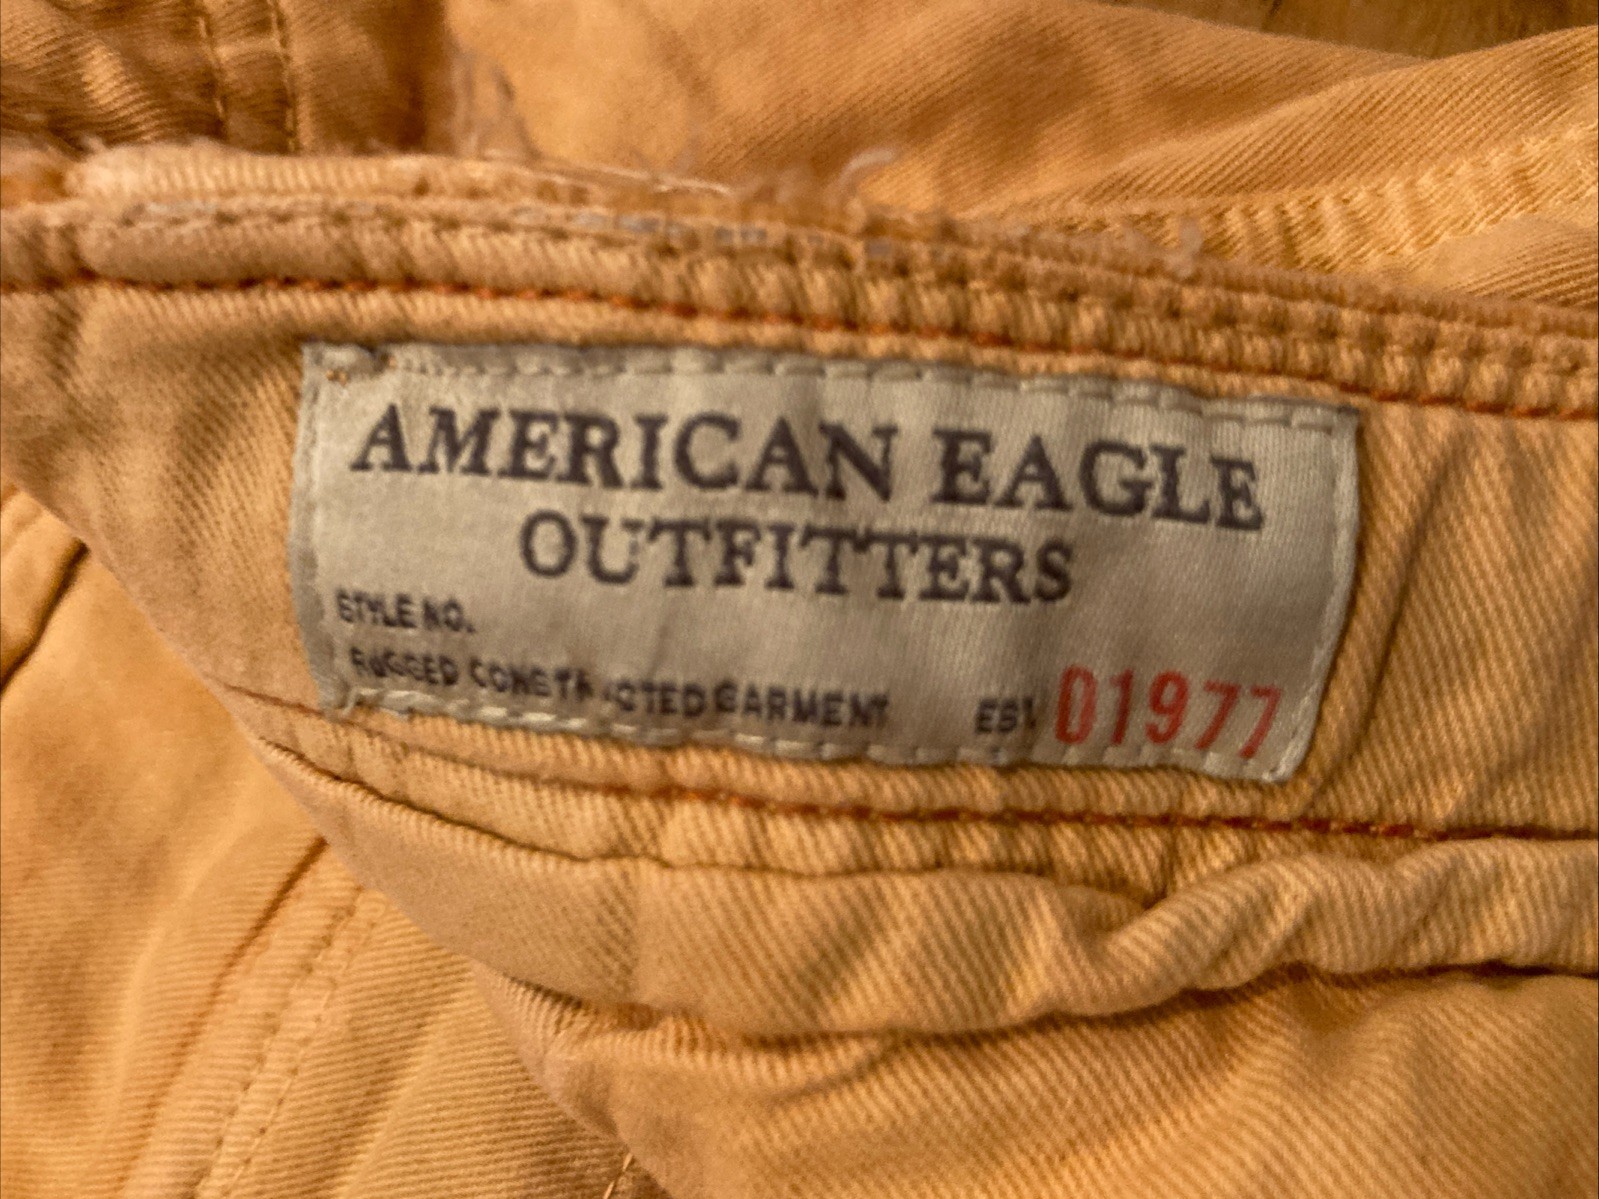 AMERICAN EAGLE
OUTFITTERS
STYLE NO.
RUGGED CONSTRUCTED GARMENT EST. 01977